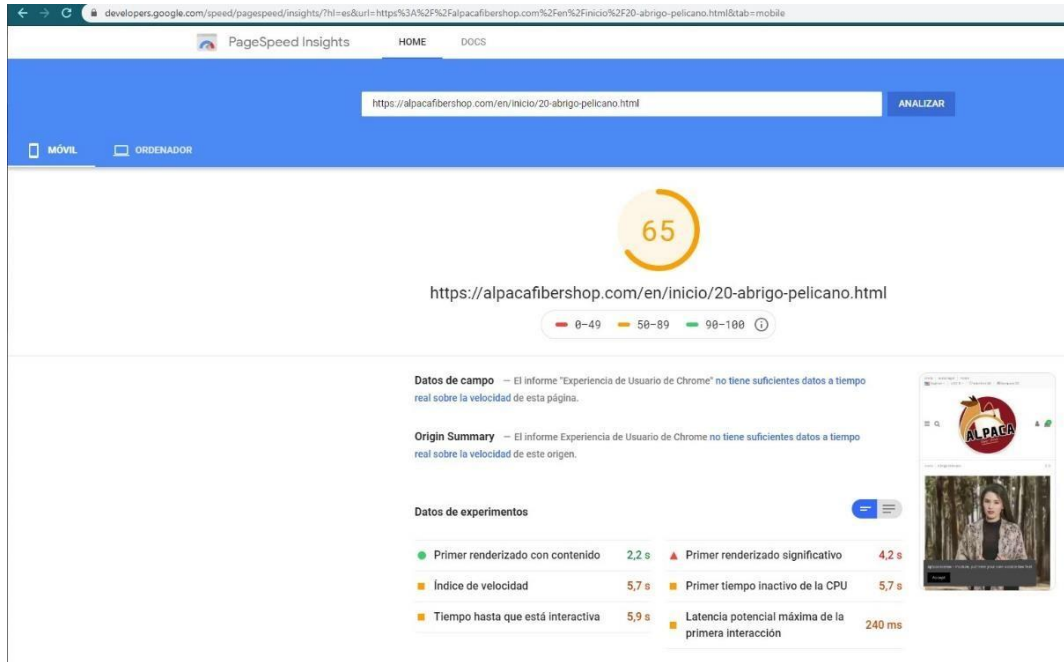 developers.google.com/speed/pagespeed/insights/?hl=es&url=https%3A%2F%2Falpacafibershop.com%2Fen%2Finicio%2F20-abrigo-pelicano.html&tab=mobile
PageSpeed Insights HOME DOCS
https://alpacafibershop.com/en/inicio/20-abrigo-pelicano.html ANALIZAR
MÓVIL ORDENADOR
65
https://alpacafibershop.com/en/inicio/20-abrigo-pelicano.html
0–49 50–89 90–100
Datos de campo — El informe "Experiencia de Usuario de Chrome" no tiene suficientes datos a tiempo
real sobre la velocidad de esta página.
Origin Summary — El informe Experiencia de Usuario de Chrome no tiene suficientes datos a tiempo
real sobre la velocidad de este origen.
ALPACA
Datos de experimentos
Primer renderizado con contenido 2,2 s
Primer renderizado significativo 4,2 s
Índice de velocidad 5,7 s
Primer tiempo inactivo de la CPU 5,7 s
Tiempo hasta que está interactiva 5,9 s
Latencia potencial máxima de la
primera interacción 240 ms
Accept